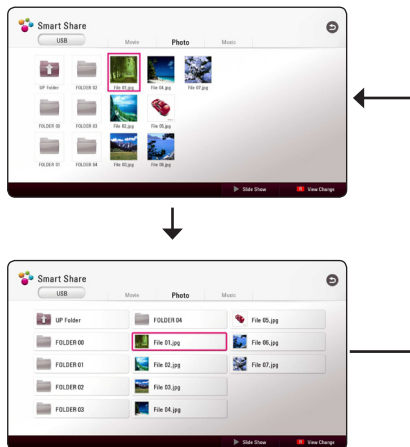 Smart Share
USB Movie Photo Music
UP Folder FOLDER 02 File 01.jpg File 04.jpg File 07.jpg
FOLDER 00 FOLDER 03 File 02.jpg File 05.jpg
FOLDER 01 FOLDER 04 File 03.jpg File 06.jpg
Slide Show R View Change
Smart Share
USB Movie Photo Music
UP Folder FOLDER 04 File 05.jpg
FOLDER 00 File 01.jpg File 06.jpg
FOLDER 01 File 02.jpg File 07.jpg
FOLDER 02 File 03.jpg
FOLDER 03 File 04.jpg
Slide Show R View Change